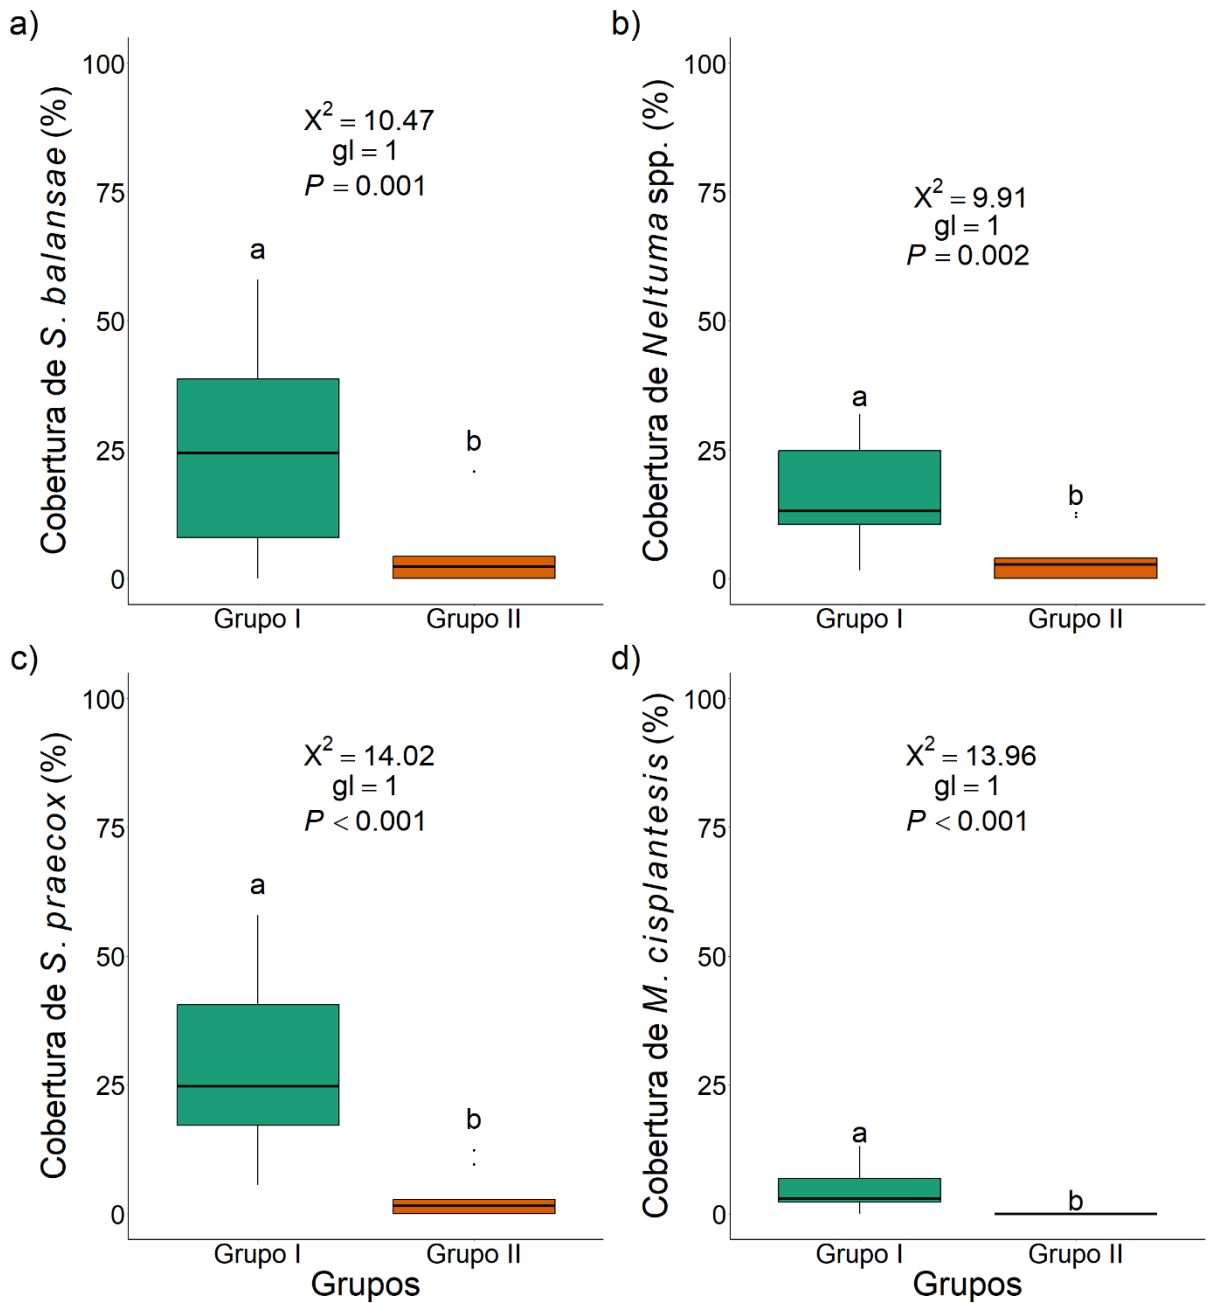 a)
Cobertura de S. balansae (%)
100
75
50
25
0
X² = 10.47
gl = 1
P = 0.001
a
b
Grupo I Grupo II
b)
Cobertura de Neltuma spp. (%)
100
75
50
25
0
X² = 9.91
gl = 1
P = 0.002
a
b
Grupo I Grupo II
c)
Cobertura de S. praecox (%)
100
75
50
25
0
X² = 14.02
gl = 1
P < 0.001
a
b
Grupo I Grupo II
Grupos
d)
Cobertura de M. cisplantesis (%)
100
75
50
25
0
X² = 13.96
gl = 1
P < 0.001
a
b
Grupo I Grupo II
Grupos